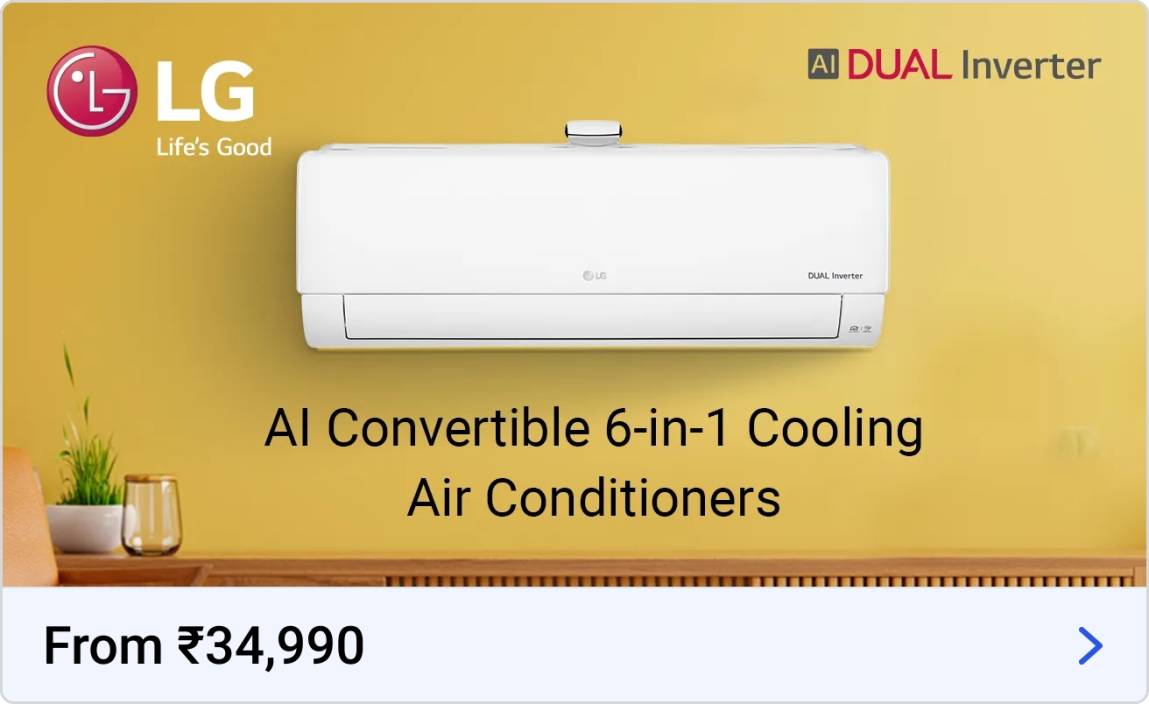 LG
Life's Good
AI DUAL Inverter
LG
DUAL Inverter
AI Convertible 6-in-1 Cooling
Air Conditioners
From ₹34,990